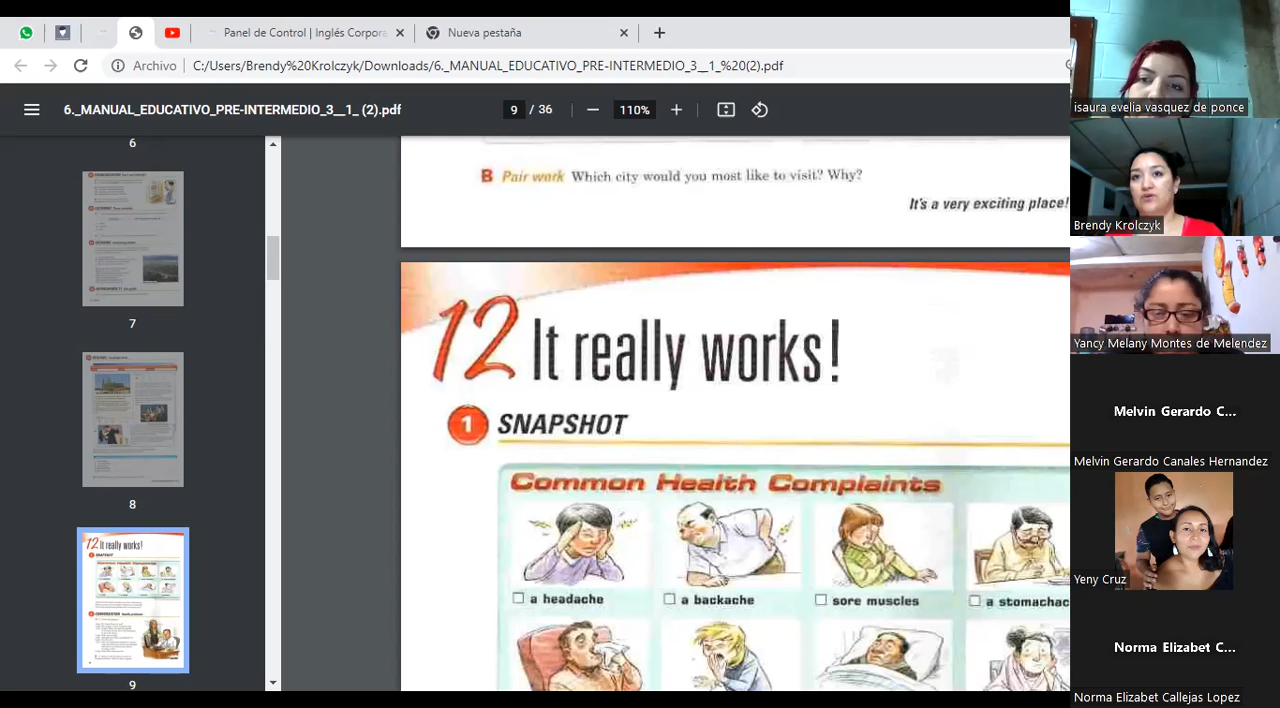 Panel de Control | Inglés Corpora
Nueva pestaña
Archivo
C:/Users/Brendy%20Krolczyk/Downloads/6._MANUAL_EDUCATIVO_PRE-INTERMEDIO_3__1_%20(2).pdf
6._MANUAL_EDUCATIVO_PRE-INTERMEDIO_3__1_ (2).pdf
9 / 36
110%
6
7
8
12 It really works!
9
B Pair work Which city would you most like to visit? Why?
It's a very exciting place!
12 It really works!
1 SNAPSHOT
Common Health Complaints
a headache
a backache
sore muscles
a stomachac
isaura evelia vasquez de ponce
Brendy Krolczyk
Yancy Melany Montes de Melendez
Melvin Gerardo C...
Melvin Gerardo Canales Hernandez
Yeny Cruz
Norma Elizabet C...
Norma Elizabet Callejas Lopez